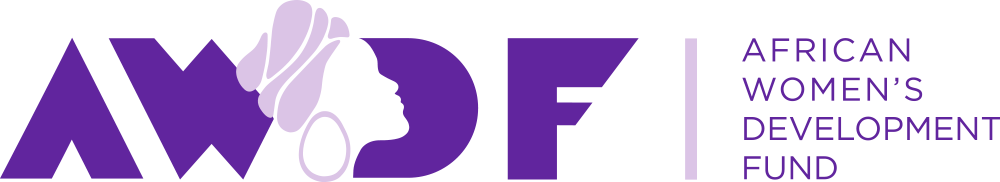 AWDF
AFRICAN
WOMEN'S
DEVELOPMENT
FUND